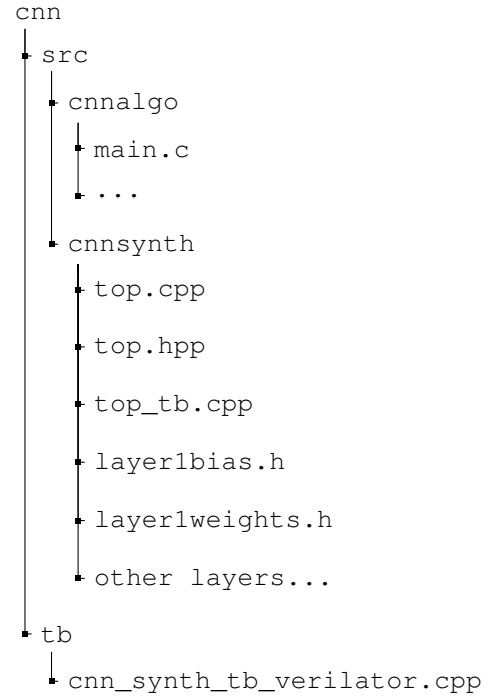 cnn
src
cnnalgo
main.c
...
cnnsynth
top.cpp
top.hpp
top_tb.cpp
layer1bias.h
layer1weights.h
other layers...
tb
cnn_synth_tb_verilator.cpp